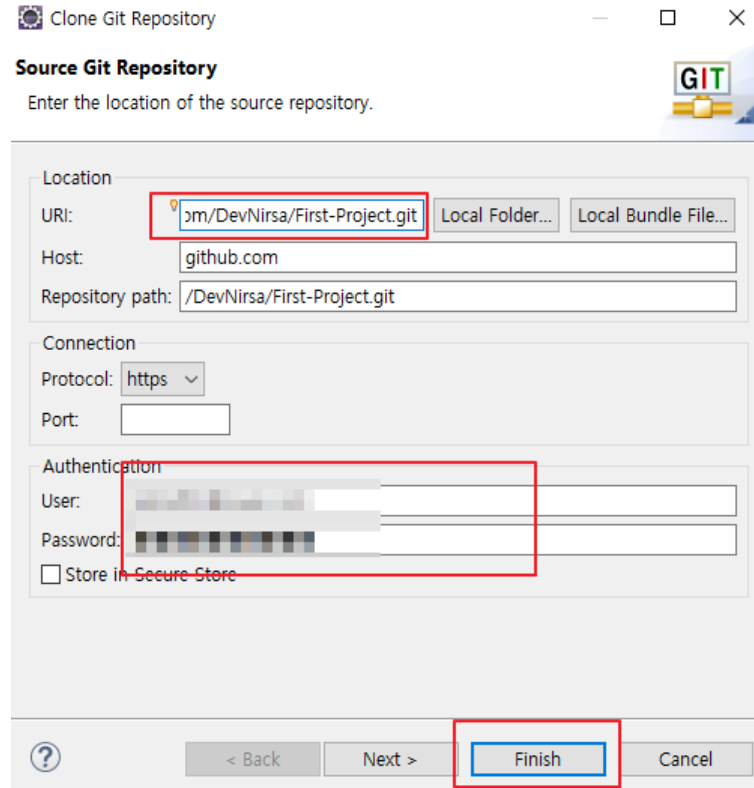 Clone Git Repository
Source Git Repository
Enter the location of the source repository.
GIT
Location
URI: om/DevNirsa/First-Project.git Local Folder... Local Bundle File...
Host: github.com
Repository path: /DevNirsa/First-Project.git
Connection
Protocol: https
Port:
Authentication
User:
Password:
Store in Secure Store
< Back Next > Finish Cancel